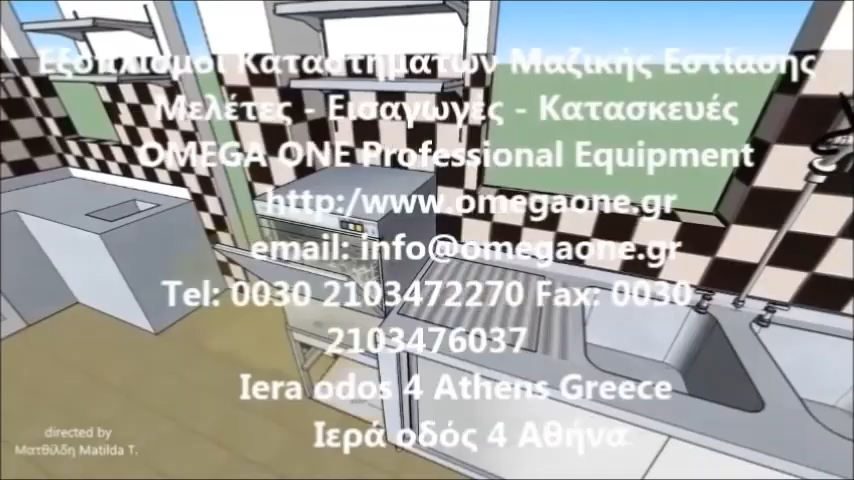 Εξοπλισμοί Καταστημάτων Μαζικής Εστίασης
Μελέτες - Εισαγωγές - Κατασκευές
OMEGA ONE Professional Equipment
http:/www.omegaone.gr
email: info@omegaone.gr
Tel: 0030 2103472270 Fax: 0030
2103476037
Iera odos 4 Athens Greece
Ιερά οδός 4 Αθήνα
directed by
Ματθίλδη Matilda T.